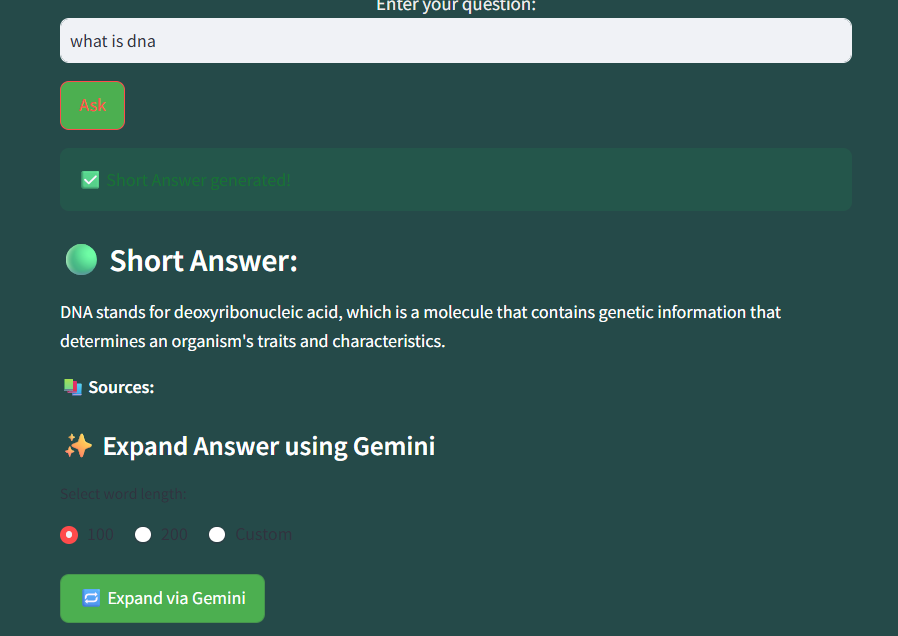 Enter your question:
what is dna
Ask
✅ Short Answer generated!
🟢 Short Answer:
DNA stands for deoxyribonucleic acid, which is a molecule that contains genetic information that
determines an organism's traits and characteristics.
📚 Sources:
✨ Expand Answer using Gemini
Select word length:
100 200 Custom
🔁 Expand via Gemini